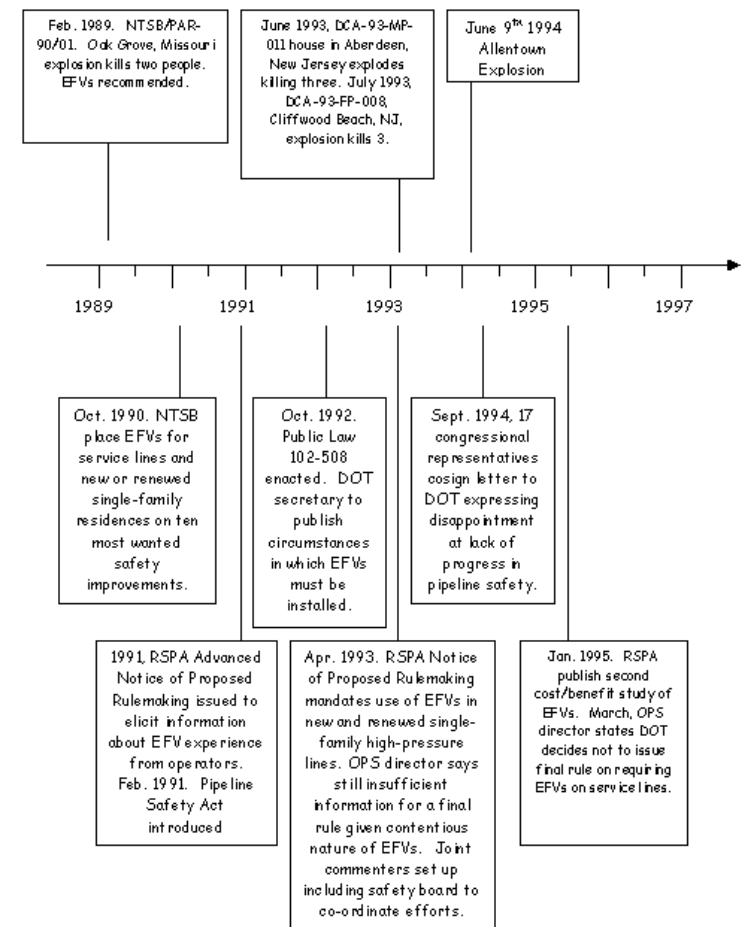 Feb. 1989. NTSB/PAR-
90/01. Oak Grove, Missouri
explosion kills two people.
EFVs recommended.
June 1993, DCA-93-MP-
011 house in Aberdeen,
New Jersey explodes
killing three. July 1993,
DCA-93-FP-008,
Cliffwood Beach, NJ,
explosion kills 3.
June 9th 1994
Allentown
Explosion
1989 1991 1993 1995 1997
Oct. 1990. NTSB
place EFVs for
service lines and
new or renewed
single-family
residences on ten
most wanted
safety
improvements.
Oct. 1992.
Public Law
102-508
enacted. DOT
secretary to
publish
circumstances
in which EFVs
must be
installed.
Sept. 1994, 17
congressional
representatives
cosign letter to
DOT expressing
disappointment
at lack of
progress in
pipeline safety.
1991, RSPA Advanced
Notice of Proposed
Rulemaking issued to
elicit information
about EFV experience
from operators.
Feb. 1991. Pipeline
Safety Act
introduced
Apr. 1993. RSPA Notice
of Proposed Rulemaking
mandates use of EFVs in
new and renewed single-
family high-pressure
lines. OPS director says
still insufficient
information for a final
rule given contentious
nature of EFVs. Joint
commenters set up
including safety board to
co-ordinate efforts.
Jan. 1995. RSPA
publish second
cost/benefit study of
EFVs. March, OPS
director states DOT
decides not to issue
final rule on requiring
EFVs on service lines.